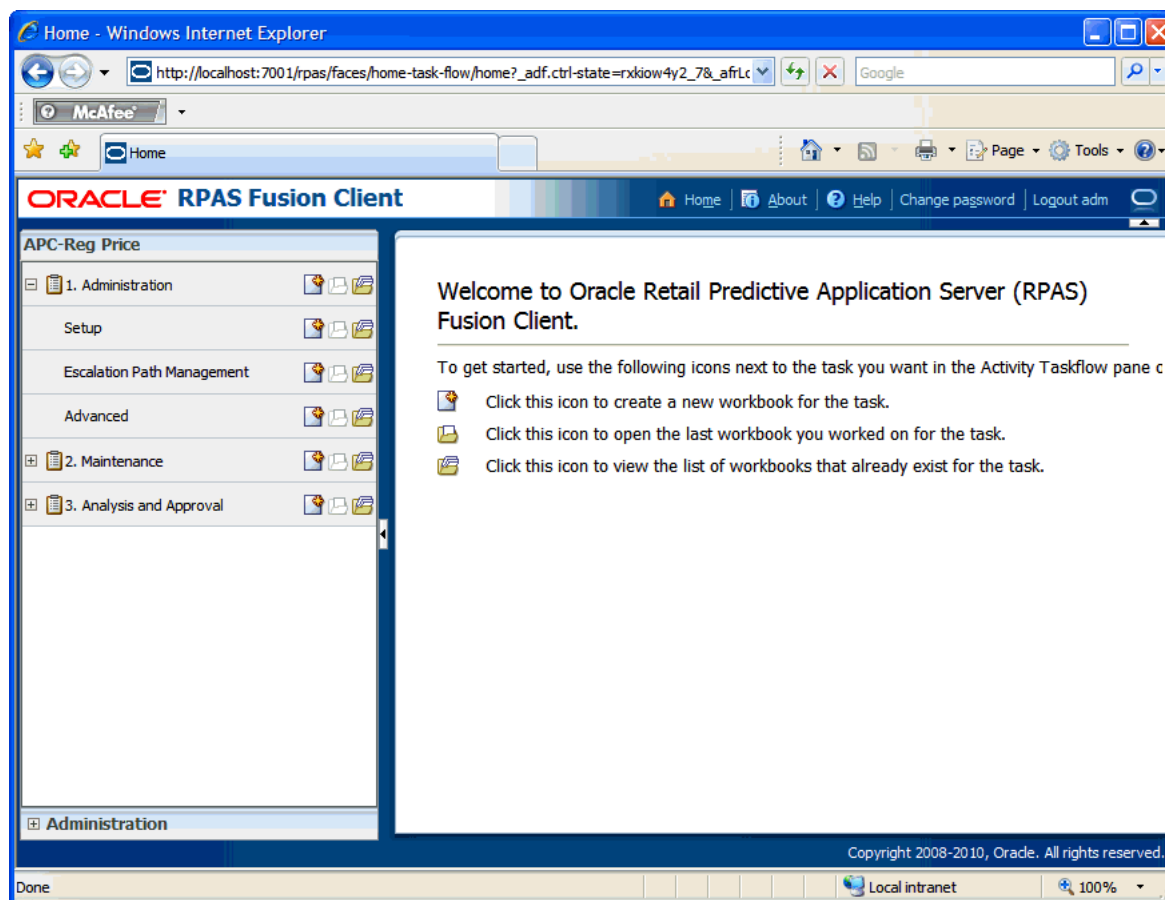 Home - Windows Internet Explorer
http://localhost:7001/rpas/faces/home-task-flow/home?_adf.ctrl-state=rxkiow4y2_7&_afrLc
Google
McAfee
Home
Page
Tools
ORACLE RPAS Fusion Client
Home
About
Help
Change password
Logout adm
APC-Reg Price
1. Administration
Setup
Escalation Path Management
Advanced
2. Maintenance
3. Analysis and Approval
Administration
Welcome to Oracle Retail Predictive Application Server (RPAS)
Fusion Client.
To get started, use the following icons next to the task you want in the Activity Taskflow pane c
Click this icon to create a new workbook for the task.
Click this icon to open the last workbook you worked on for the task.
Click this icon to view the list of workbooks that already exist for the task.
Copyright 2008-2010, Oracle. All rights reserved.
Done
Local intranet
100%